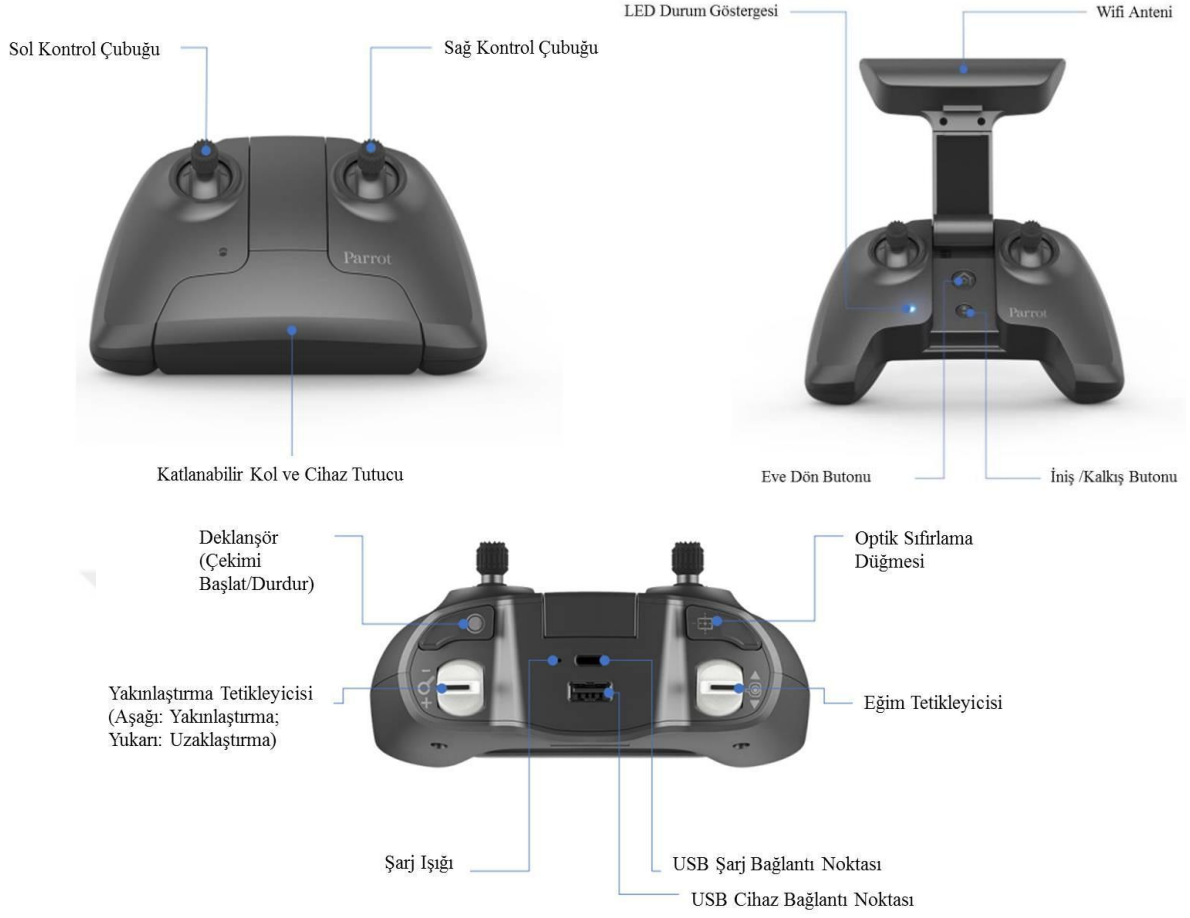 LED Durum Göstergesi
Wifi Anteni
Sol Kontrol Çubuğu
Sağ Kontrol Çubuğu
Parrot
Parrot
Katlanabilir Kol ve Cihaz Tutucu
Eve Dön Butonu
İniş /Kalkış Butonu
Deklanşör
(Çekimi
Başlat/Durdur)
Optik Sıfırlama
Düğmesi
Yakınlaştırma Tetikleyicisi
(Aşağı: Yakınlaştırma;
Yukarı: Uzaklaştırma)
Eğim Tetikleyicisi
Şarj Işığı
USB Şarj Bağlantı Noktası
USB Cihaz Bağlantı Noktası